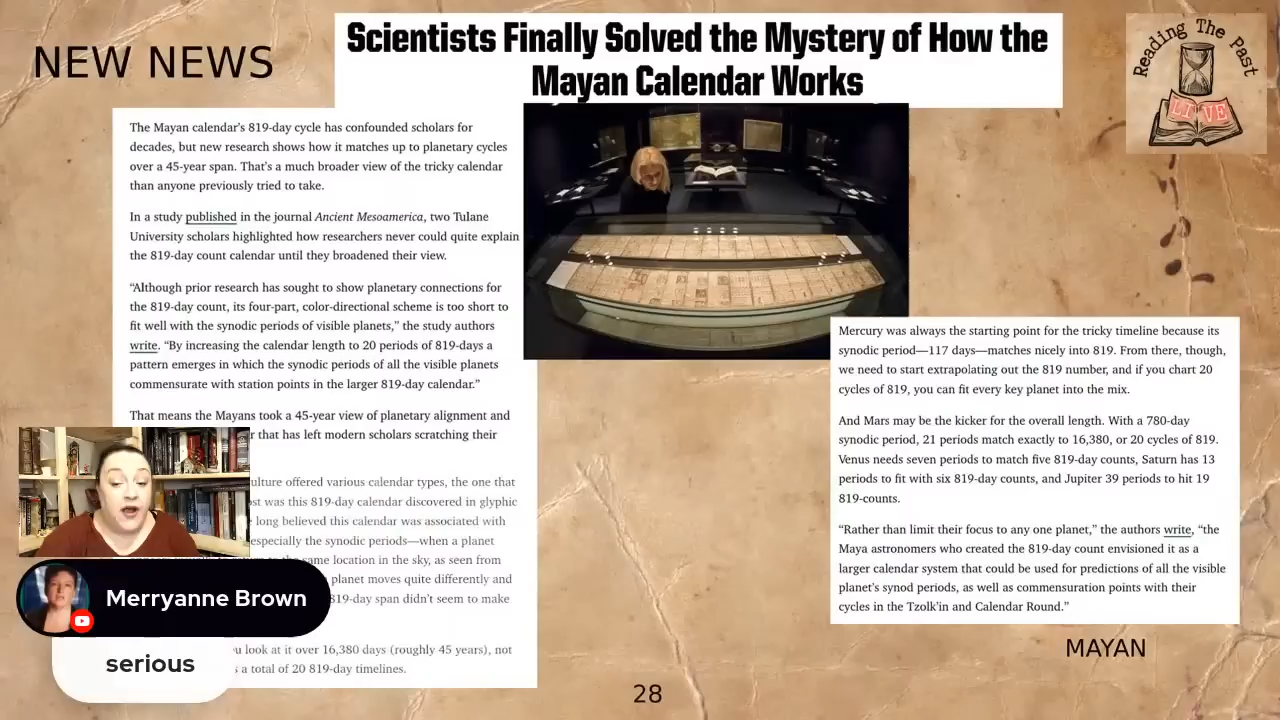 NEW NEWS
Scientists Finally Solved the Mystery of How the
Mayan Calendar Works
Reading The Past
LIVE
The Mayan calendar's 819-day cycle has confounded scholars for
decades, but new research shows how it matches up to planetary cycles
over a 45-year span. That's a much broader view of the tricky calendar
than anyone previously tried to take.
In a study published in the journal Ancient Mesoamerica, two Tulane
University scholars highlighted how researchers never could quite explain
the 819-day count calendar until they broadened their view.
“Although prior research has sought to show planetary connections for
the 819-day count, its four-part, color-directional scheme is too short to
fit well with the synodic periods of visible planets,” the study authors
write. “By increasing the calendar length to 20 periods of 819-days a
pattern emerges in which the synodic periods of all the visible planets
commensurate with station points in the larger 819-day calendar.”
That means the Mayans took a 45-year view of planetary alignment and
r that has left modern scholars scratching their
ulture offered various calendar types, the one that
ost was this 819-day calendar discovered in glyphic
long believed this calendar was associated with
especially the synodic periods—when a planet
same location in the sky, as seen from
planet moves quite differently and
819-day span didn't seem to make
u look at it over 16,380 days (roughly 45 years), not
s a total of 20 819-day timelines.
Mercury was always the starting point for the tricky timeline because its
synodic period—117 days—matches nicely into 819. From there, though,
we need to start extrapolating out the 819 number, and if you chart 20
cycles of 819, you can fit every key planet into the mix.
And Mars may be the kicker for the overall length. With a 780-day
synodic period, 21 periods match exactly to 16,380, or 20 cycles of 819.
Venus needs seven periods to match five 819-day counts, Saturn has 13
periods to fit with six 819-day counts, and Jupiter 39 periods to hit 19
819-counts.
“Rather than limit their focus to any one planet,” the authors write, “the
Maya astronomers who created the 819-day count envisioned it as a
larger calendar system that could be used for predictions of all the visible
planet's synod periods, as well as commensuration points with their
cycles in the Tzolk'in and Calendar Round.”
MAYAN
Merryanne Brown
serious
28